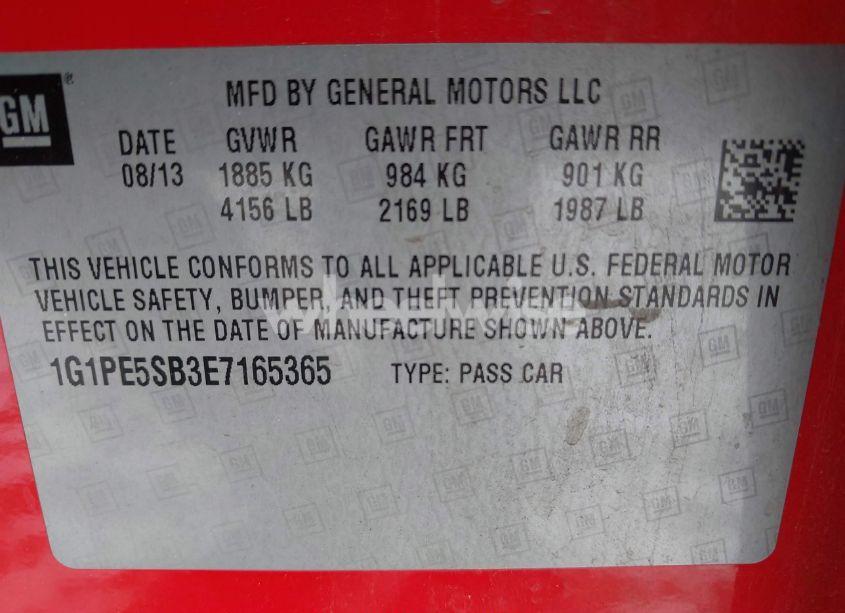 GM
MFD BY GENERAL MOTORS LLC
DATE GVWR GAWR FRT GAWR RR
08/13 1885 KG 984 KG 901 KG
4156 LB 2169 LB 1987 LB
THIS VEHICLE CONFORMS TO ALL APPLICABLE U.S. FEDERAL MOTOR
VEHICLE SAFETY, BUMPER, AND THEFT PREVENTION STANDARDS IN
EFFECT ON THE DATE OF MANUFACTURE SHOWN ABOVE.
1G1PE5SB3E7165365 TYPE: PASS CAR